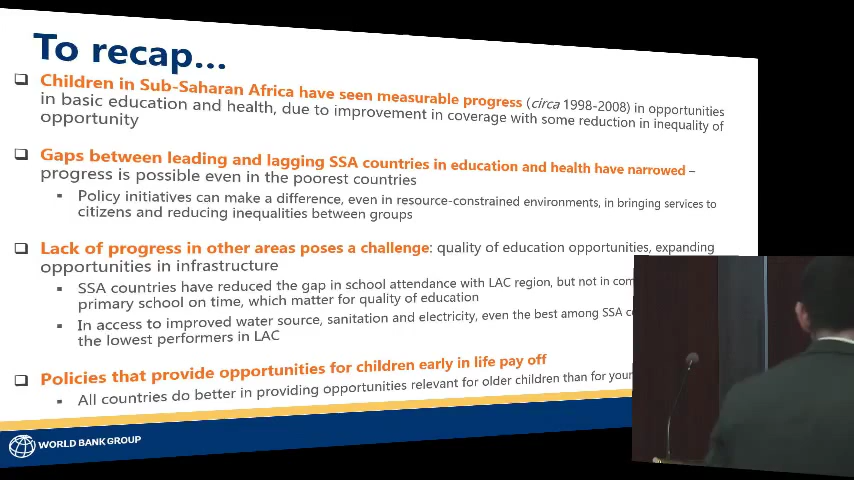 To recap...
❑ Children in Sub-Saharan Africa have seen measurable progress (circa 1998-2008) in opportunities
in basic education and health, due to improvement in coverage with some reduction in inequality of
opportunity
❑ Gaps between leading and lagging SSA countries in education and health have narrowed –
progress is possible even in the poorest countries
▪ Policy initiatives can make a difference, even in resource-constrained environments, in bringing services to
citizens and reducing inequalities between groups
❑ Lack of progress in other areas poses a challenge: quality of education opportunities, expanding
opportunities in infrastructure
▪ SSA countries have reduced the gap in school attendance with LAC region, but not in
primary school on time, which matter for quality of education
▪ In access to improved water source, sanitation and electricity, even the best among SSA
the lowest performers in LAC
❑ Policies that provide opportunities for children early in life pay off
▪ All countries do better in providing opportunities relevant for older children than for
WORLD BANK GROUP